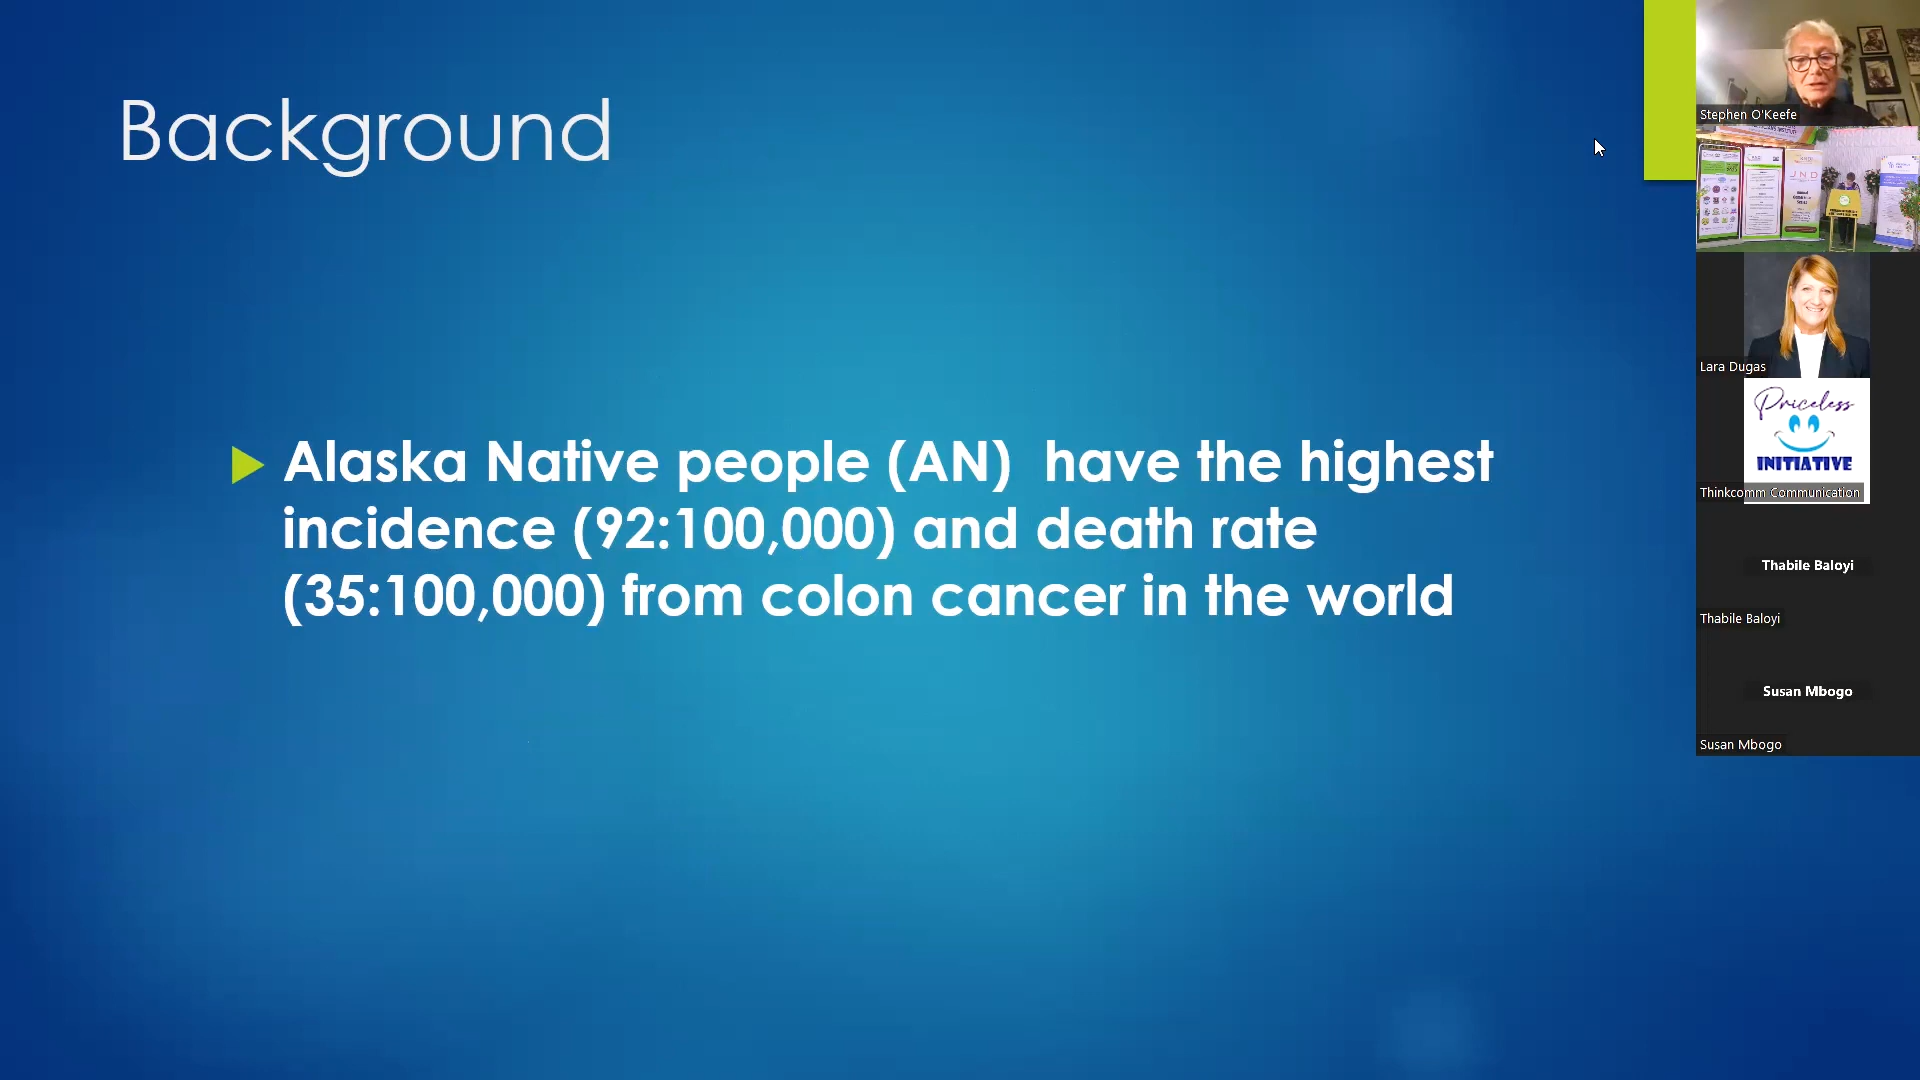 Background
Alaska Native people (AN)  have the highest
incidence (92:100,000) and death rate
(35:100,000) from colon cancer in the world
Stephen O'Keefe
JND
Lara Dugas
Priceless
INITIATIVE
Thinkcomm Communication
Thabile Baloyi
Thabile Baloyi
Susan Mbogo
Susan Mbogo